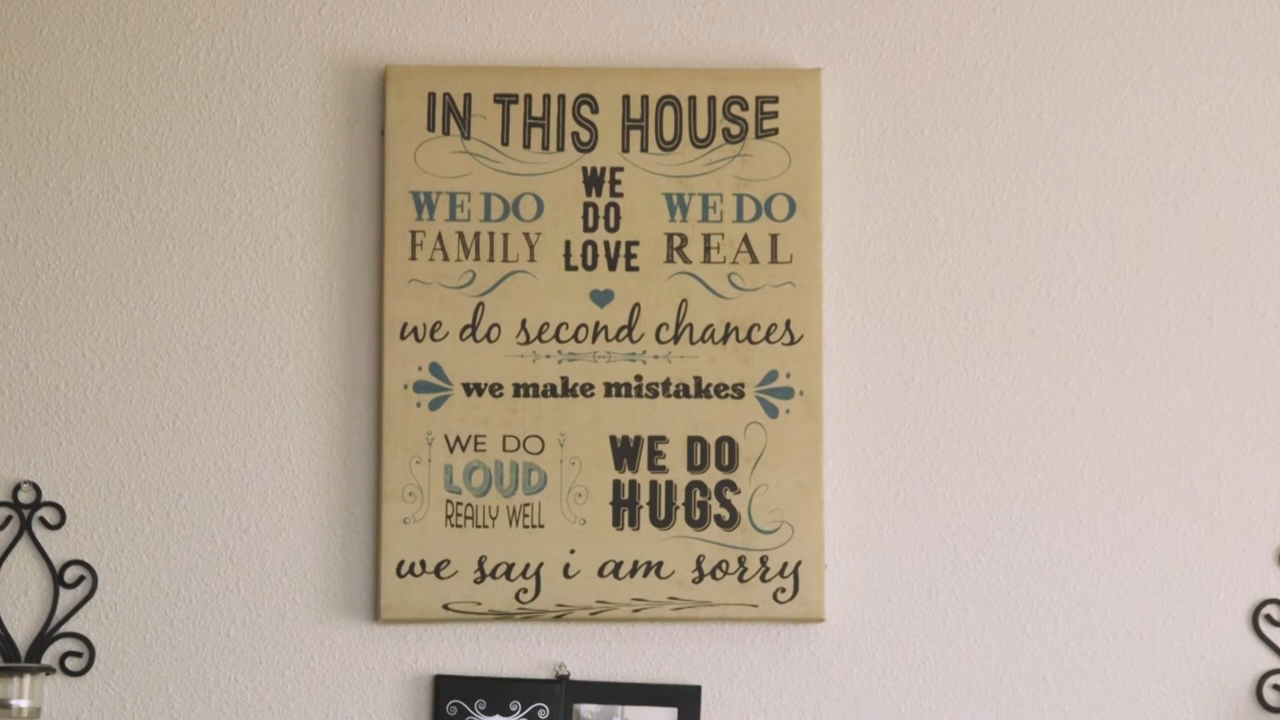 IN THIS HOUSE
WE DO
FAMILY
WE
DO
LOVE
WE DO
REAL
we do second chances
we make mistakes
WE DO
LOUD
REALLY WELL
WE DO
HUGS
we say i am sorry